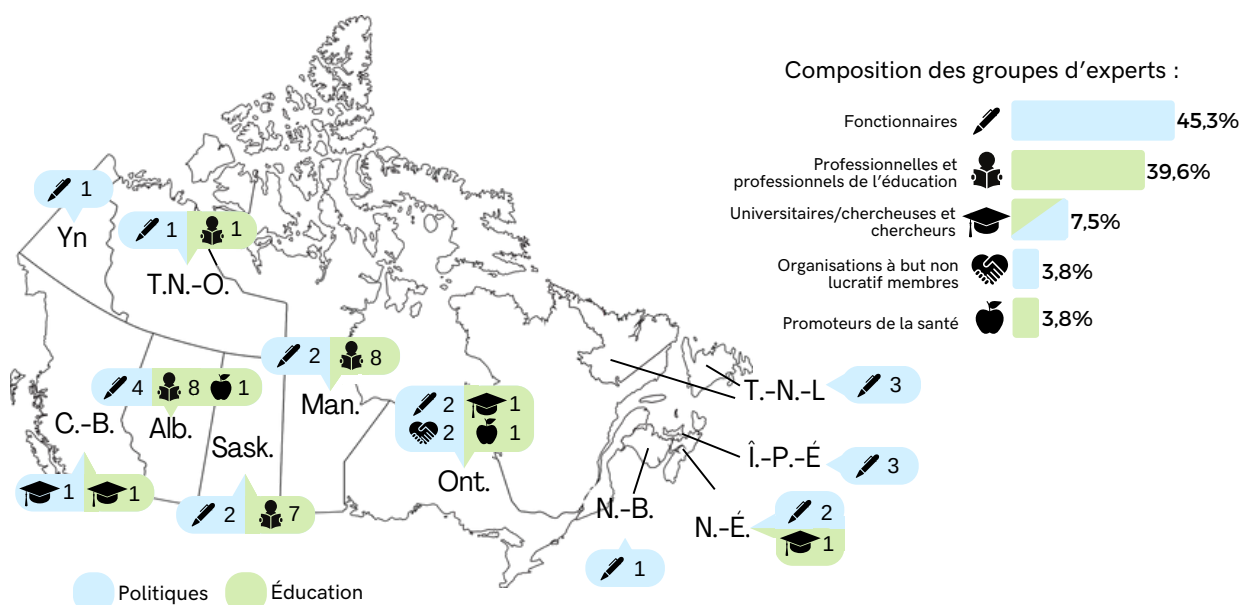 Composition des groupes d'experts :
Fonctionnaires
45,3%
Professionnelles et
professionnels de l'éducation
39,6%
Universitaires/chercheuses et
chercheurs
7,5%
Organisations à but non
lucratif membres
3,8%
Promoteurs de la santé
3,8%
1
Yn
1 1
T.N.-O.
2 8
Man.
4 8 1
Alb.
C.-B.
1 1
Sask.
2 7
2 1
2 1
Ont.
T.-N.-L
3
Î.-P.-É
3
N.-B.
1
N.-É.
2
1
Politiques
Éducation